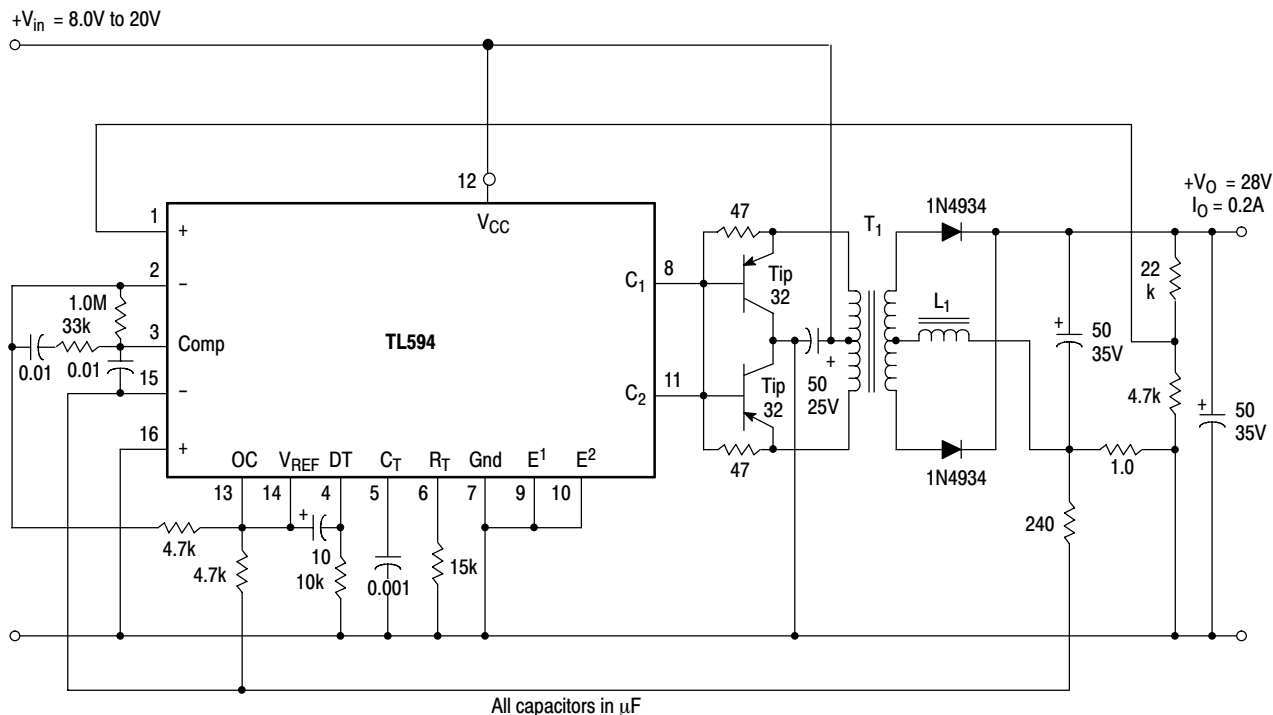 +Vin = 8.0V to 20V
12
VCC
1
+
2
−
1.0M
33k
3
Comp
0.01
0.01
15
−
16
+
TL594
C1
8
C2
11
47
Tip
32
Tip
32
47
50
25V
+
T1
1N4934
L1
1N4934
+
50
35V
22
k
4.7k
1.0
240
+VO = 28V
IO = 0.2A
+
50
35V
OC
VREF
DT
CT
RT
Gnd
E1
E2
13
14
4
5
6
7
9
10
+
4.7k
4.7k
10
10k
0.001
15k
All capacitors in μF